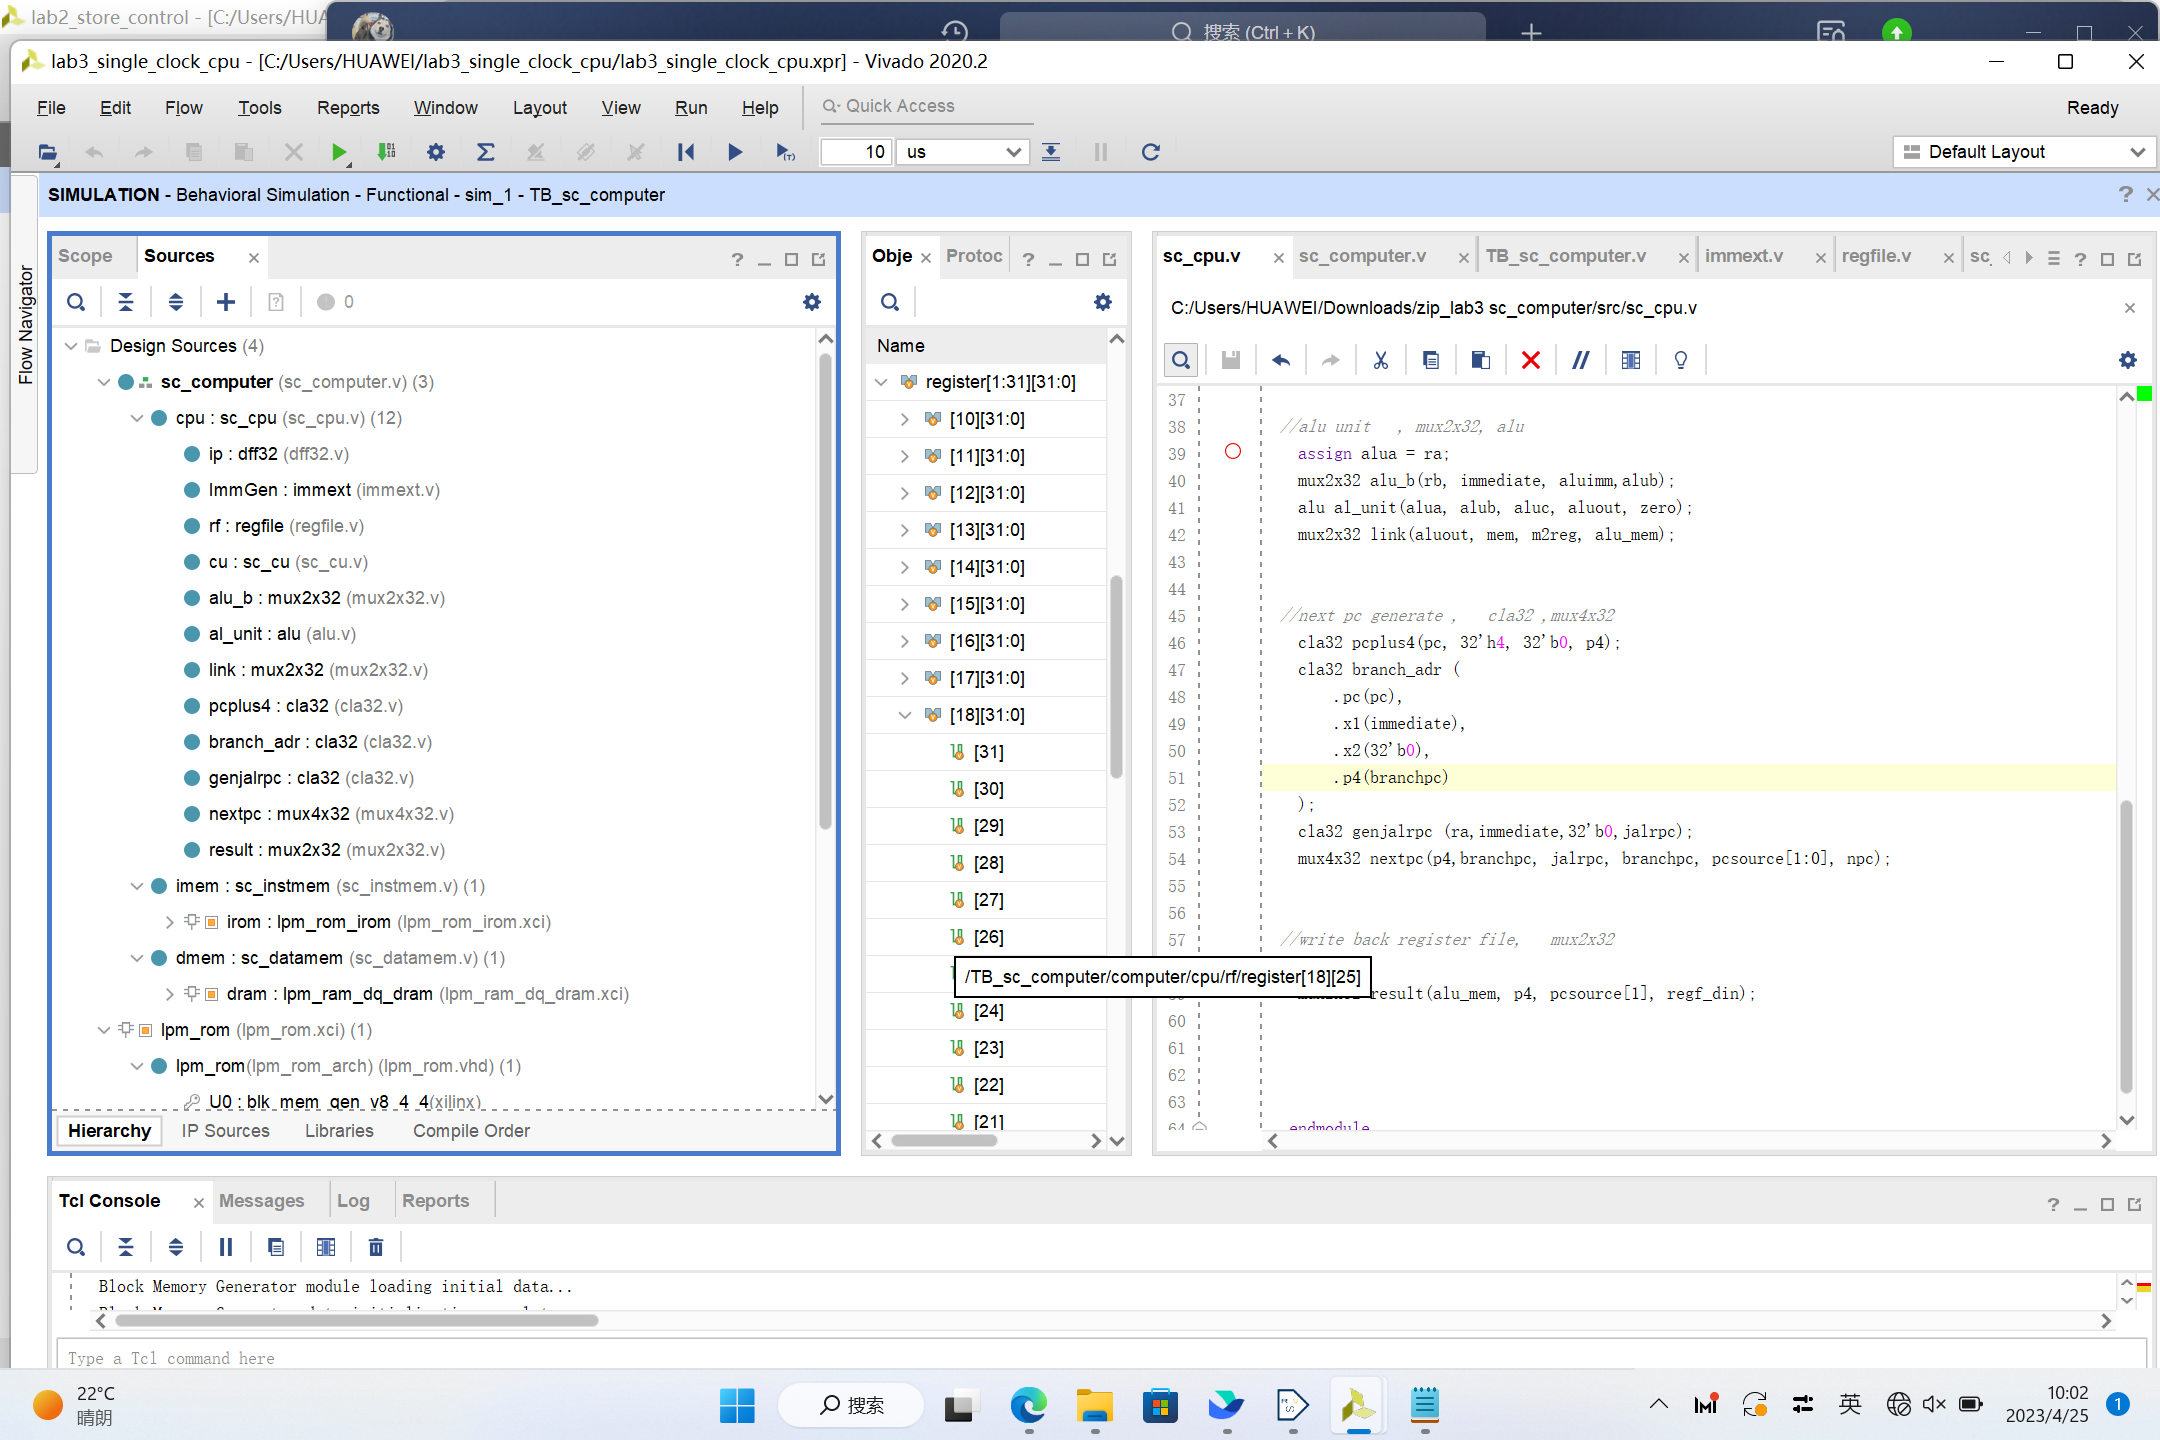 lab2_store_control - [C:/Users/HUA
搜索 (Ctrl + K)
lab3_single_clock_cpu - [C:/Users/HUAWEI/lab3_single_clock_cpu/lab3_single_clock_cpu.xpr] - Vivado 2020.2
File Edit Flow Tools Reports Window Layout View Run Help Quick Access Ready
10 us Default Layout
SIMULATION - Behavioral Simulation - Functional - sim_1 - TB_sc_computer
Flow Navigator
Scope Sources
0
Design Sources (4)
sc_computer (sc_computer.v) (3)
cpu : sc_cpu (sc_cpu.v) (12)
ip : dff32 (dff32.v)
ImmGen : immext (immext.v)
rf : regfile (regfile.v)
cu : sc_cu (sc_cu.v)
alu_b : mux2x32 (mux2x32.v)
al_unit : alu (alu.v)
link : mux2x32 (mux2x32.v)
pcplus4 : cla32 (cla32.v)
branch_adr : cla32 (cla32.v)
genjalrpc : cla32 (cla32.v)
nextpc : mux4x32 (mux4x32.v)
result : mux2x32 (mux2x32.v)
imem : sc_instmem (sc_instmem.v) (1)
irom : lpm_rom_irom (lpm_rom_irom.xci)
dmem : sc_datamem (sc_datamem.v) (1)
dram : lpm_ram_dq_dram (lpm_ram_dq_dram.xci)
lpm_rom (lpm_rom.xci) (1)
lpm_rom(lpm_rom_arch) (lpm_rom.vhd) (1)
U0 : blk_mem_gen_v8_4_4(xilinx)
Hierarchy IP Sources Libraries Compile Order
Obje Protoc
Name
register[1:31][31:0]
[10][31:0]
[11][31:0]
[12][31:0]
[13][31:0]
[14][31:0]
[15][31:0]
[16][31:0]
[17][31:0]
[18][31:0]
[31]
[30]
[29]
[28]
[27]
[26]
/TB_sc_computer/computer/cpu/rf/register[18][25]
[24]
[23]
[22]
[21]
sc_cpu.v sc_computer.v TB_sc_computer.v immext.v regfile.v sc_
C:/Users/HUAWEI/Downloads/zip_lab3 sc_computer/src/sc_cpu.v
37
38 //alu unit , mux2x32, alu
39 assign alua = ra;
40 mux2x32 alu_b(rb, immediate, aluimm,alub);
41 alu al_unit(alua, alub, aluc, aluout, zero);
42 mux2x32 link(aluout, mem, m2reg, alu_mem);
43
44
45 //next pc generate , cla32 ,mux4x32
46 cla32 pcplus4(pc, 32'h4, 32'b0, p4);
47 cla32 branch_adr (
48 .pc(pc),
49 .x1(immediate),
50 .x2(32'b0),
51 .p4(branchpc)
52 );
53 cla32 genjalrpc (ra,immediate,32'b0,jalrpc);
54 mux4x32 nextpc(p4,branchpc, jalrpc, branchpc, pcsource[1:0], npc);
55
56
57 //write back register file, mux2x32
result(alu_mem, p4, pcsource[1], regf_din);
60
61
62
63
64 endmodule
Tcl Console Messages Log Reports
Block Memory Generator module loading initial data...
Type a Tcl command here
22°C
晴朗
搜索
英
10:02
2023/4/25
1